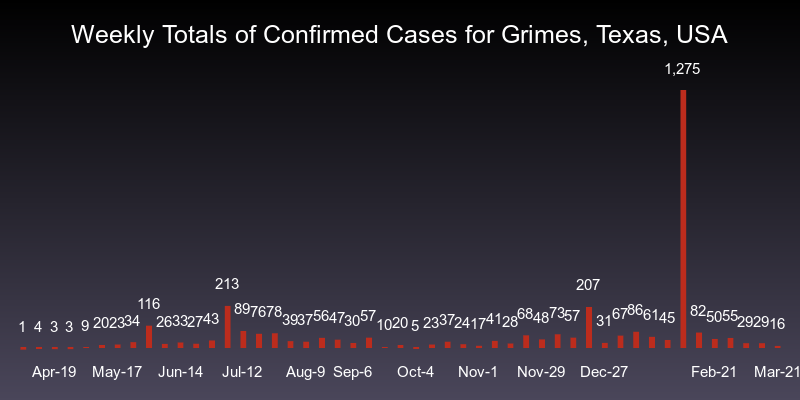 Weekly Totals of Confirmed Cases for Grimes, Texas, USA
1 4 3 3 9 20 23 34 116 26 33 27 43 213 89 76 78 39 37 56 47 30 57 10 20 5 23 37 24 17 41 28 68 48 73 57 207 31 67 86 61 45 1,275 82 50 55 29 29 16
Apr-19 May-17 Jun-14 Jul-12 Aug-9 Sep-6 Oct-4 Nov-1 Nov-29 Dec-27 Feb-21 Mar-21